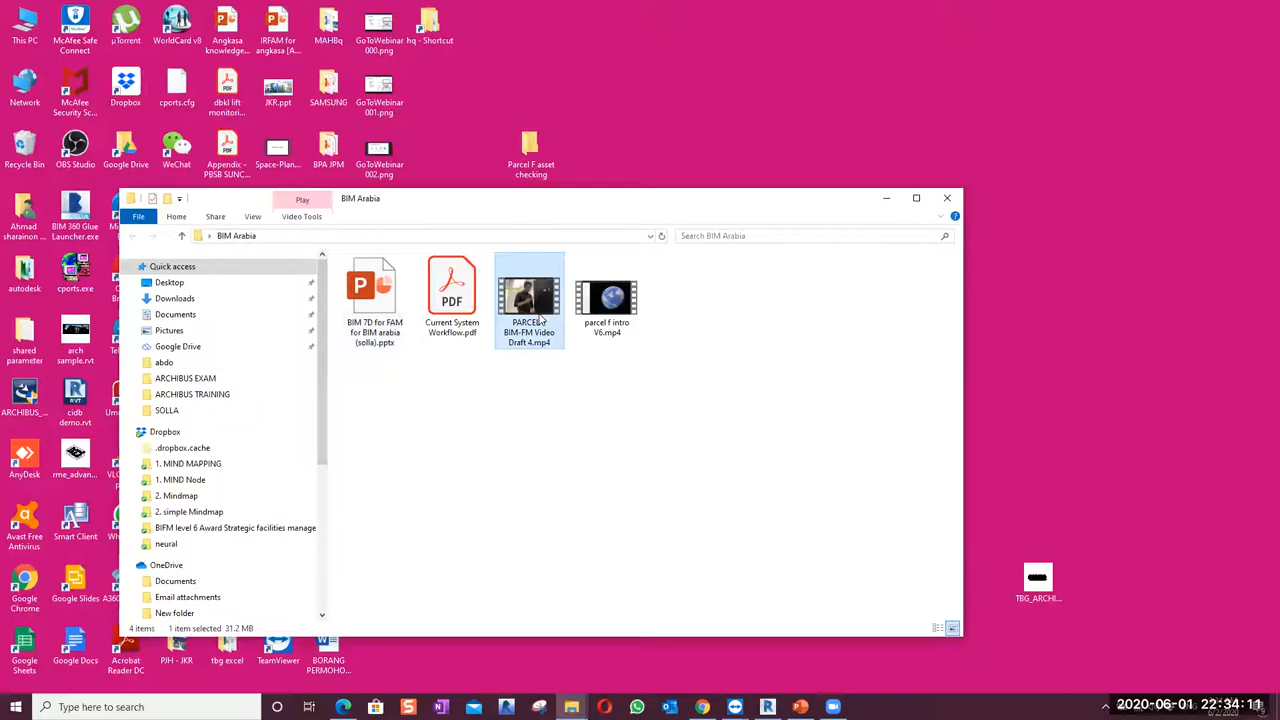 This PC
McAfee Safe
Connect
µTorrent
WorldCard v8
Angkasa
knowledge...
IRFAM for
angkasa [A...
MAHBq
GoToWebinar
000.png
hq - Shortcut
Network
McAfee
Security Sc...
Dropbox
cports.cfg
dbkl lift
monitori...
JKR.ppt
SAMSUNG
GoToWebinar
001.png
Recycle Bin
OBS Studio
Google Drive
WeChat
Appendix: -
PBSB SUNC...
Space-Plan...
BPA JPM
GoToWebinar
002.png
Parcel F asset
checking
Ahmad
sharainon ...
BIM 360 Glue
Launcher.exe
autodesk
cports.exe
shared
parameter
arch
sample.rvt
ARCHIBUS_...
cidb
demo.rvt
AnyDesk
rme_advan...
Avast Free
Antivirus
Smart Client
Google
Chrome
Google Slides
A360
Google
Sheets
Google Docs
Acrobat
Reader DC
PJH - JKR
tbg excel
TeamViewer
BORANG
PERMOHO...
TBG_ARCHI...
Play
BIM Arabia
File
Home
Share
View
Video Tools
BIM Arabia
Search BIM Arabia
Quick access
Desktop
Downloads
Documents
Pictures
Google Drive
abdo
ARCHIBUS EXAM
ARCHIBUS TRAINING
SOLLA
Dropbox
.dropbox.cache
1. MIND MAPPING
1. MIND Node
2. Mindmap
2. simple Mindmap
BIFM level 6 Award Strategic facilities manage
neural
OneDrive
Documents
Email attachments
New folder
BIM 7D for FAM
for BIM arabia
(solla).pptx
PDF
Current System
Workflow.pdf
BIM-FM Video
Draft 4.mp4
parcel f intro
V6.mp4
4 items
1 item selected 31.2 MB
Type here to search
2020-06-01 22:34:11